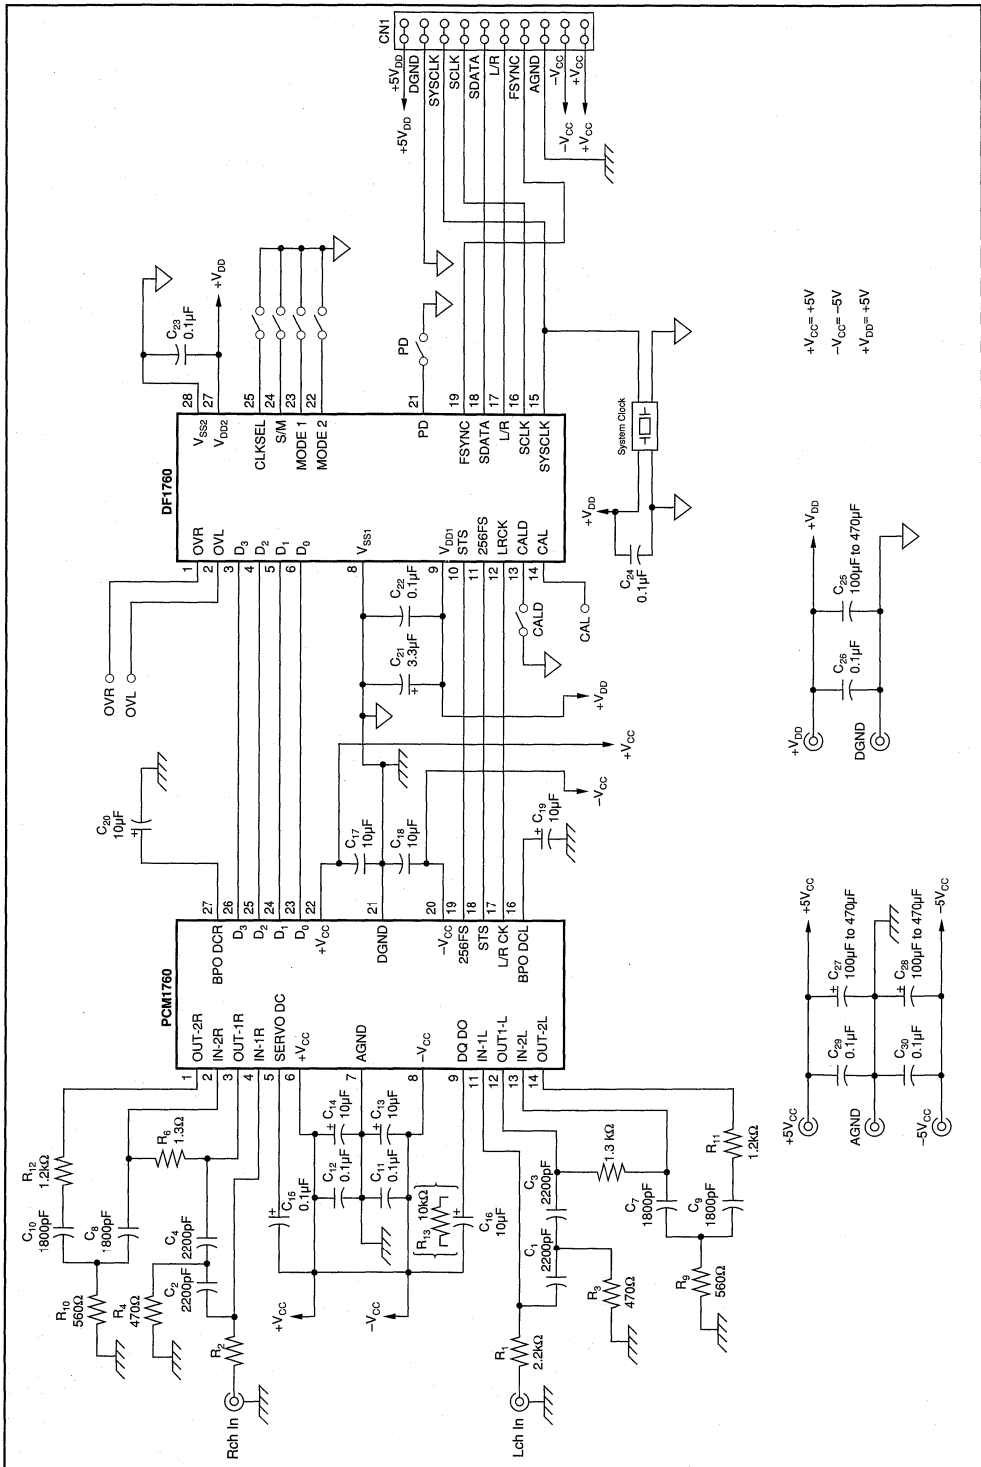 CN1
+5VDD
DGND
SYSCLK
SCLK
SDATA
L/R
FSYNC
AGND
−VCC
+VCC
+5VDD
−VCC
+VCC
DF1760
VSS2
VDD2
CLKSEL
S/M
MODE 1
MODE 2
PD
FSYNC
SDATA
L/R
SCLK
SYSCLK
28
27
25
24
23
22
21
19
18
17
16
15
C23
0.1µF
+VDD
PD
System Clock
+VDD
C24
0.1µF
OVR
OVL
D3
D2
D1
D0
VSS1
VDD1
STS
256FS
LRCK
CALD
CAL
1
2
3
4
5
6
8
9
10
11
12
13
14
OVR
OVL
C22
0.1µF
C21
3.3µF
+VDD
CALD
CAL
+VCC
−VCC
C20
10µF
C17
10µF
C18
10µF
C19
10µF
PCM1760
BPO DCR
D3
D2
D1
D0
+VCC
DGND
−VCC
256FS
STS
L/R CK
BPO DCL
27
26
25
24
23
22
21
20
19
18
17
16
OUT-2R
IN-2R
OUT-1R
IN-1R
SERVO DC
+VCC
AGND
−VCC
DQ DO
IN-1L
OUT1-L
IN-2L
OUT-2L
1
2
3
4
5
6
7
8
9
11
12
13
14
R12
1.2kΩ
C10
1800pF
C8
1800pF
R6
1.3Ω
C4
2200pF
C2
2200pF
R10
560Ω
R4
470Ω
R2
Rch In
C15
0.1µF
C14
10µF
C12
0.1µF
C13
10µF
C11
0.1µF
+VCC
−VCC
R13
10kΩ
C16
10µF
C3
2200pF
C1
2200pF
1.3 kΩ
R3
470Ω
R1
2.2kΩ
Lch In
C7
1800pF
C9
1800pF
R11
1.2kΩ
R9
560Ω
+VCC= +5V
−VCC= −5V
+VDD= +5V
+VDD
C26
0.1µF
C25
100µF to 470µF
+VDD
DGND
+5VCC
C29
0.1µF
C27
100µF to 470µF
+5VCC
AGND
C30
0.1µF
C28
100µF to 470µF
-5VCC
-5VCC